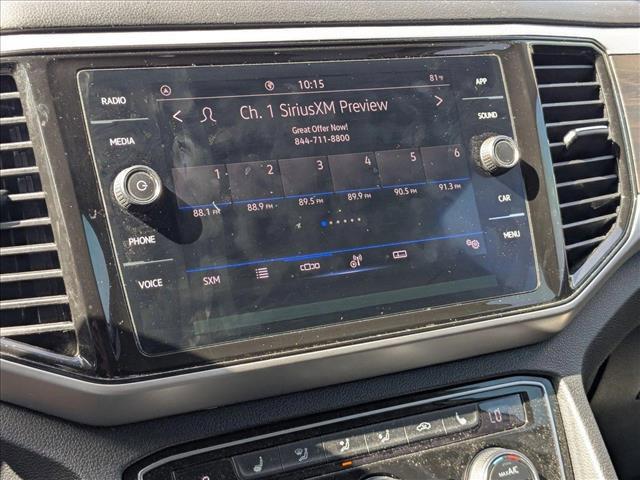 10:15
81°F
RADIO
MEDIA
PHONE
VOICE
APP
SOUND
CAR
MENU
Ch. 1 SiriusXM Preview
Great Offer Now!
844-711-8800
1 2 3 4 5 6
88.1 FM 88.9 FM 89.5 FM 89.9 FM 90.5 FM 91.3 FM
SXM
LO
MAX A/C